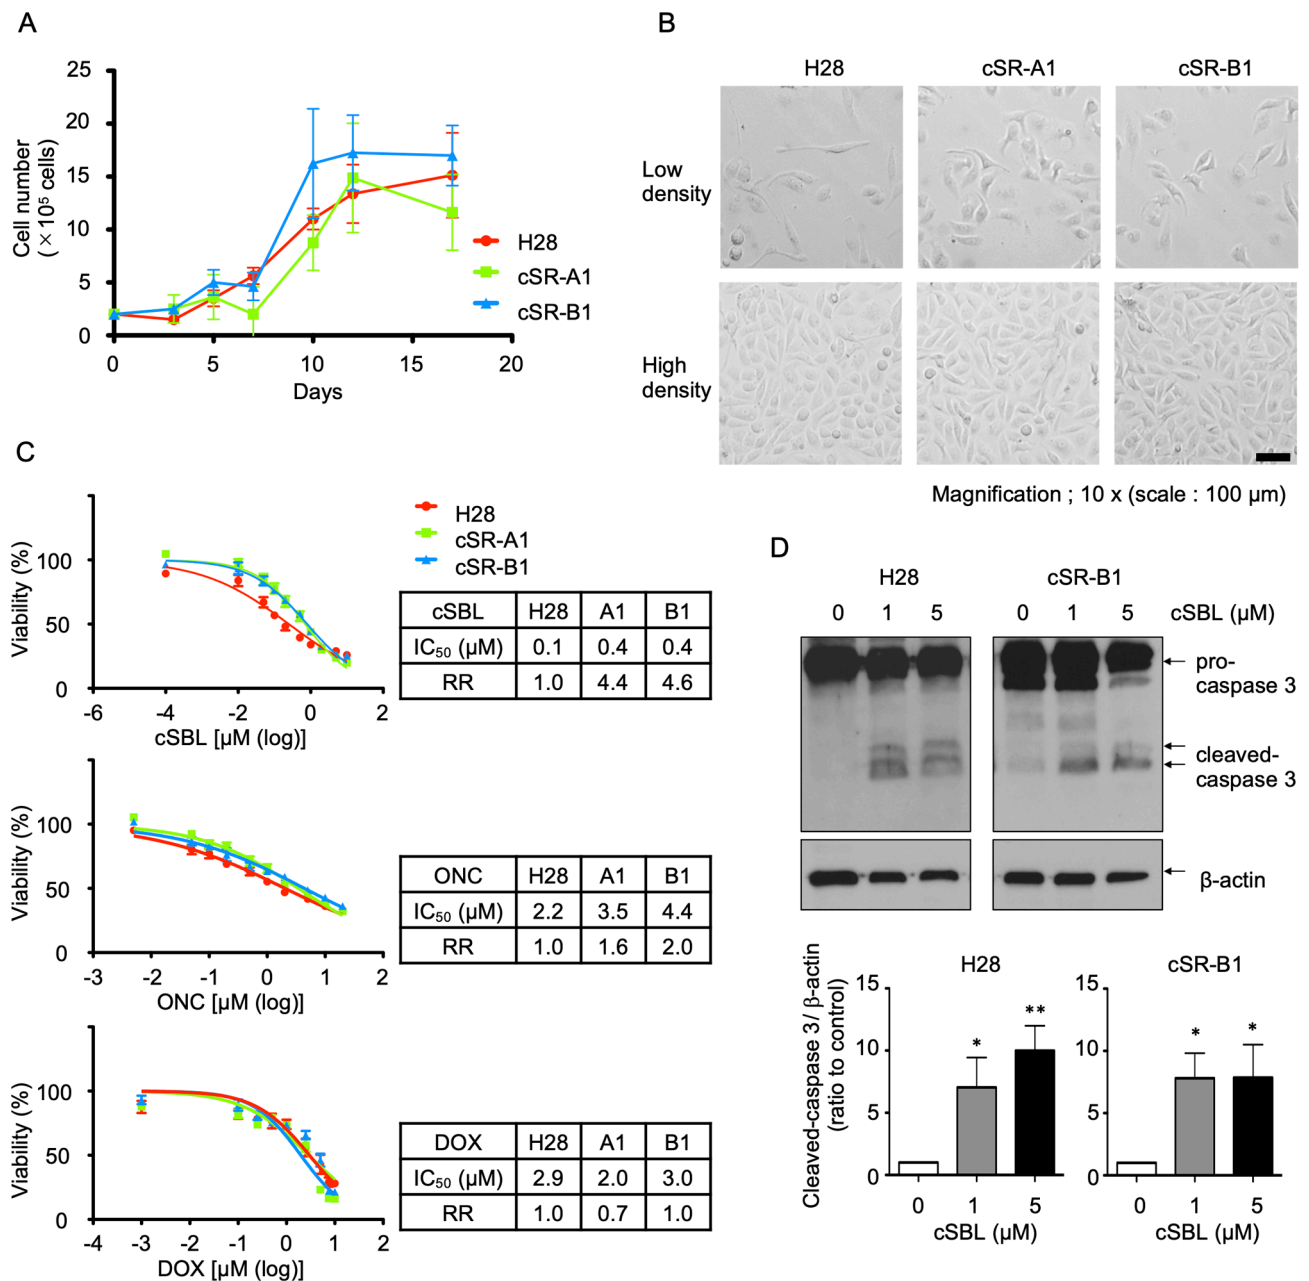 A
25
20
15
10
5
0
Cell number
(×10⁵ cells)
0 5 10 15 20
Days
H28
cSR-A1
cSR-B1
B
H28 cSR-A1 cSR-B1
Low
density
High
density
Magnification ; 10 x (scale : 100 µm)
C
H28
cSR-A1
cSR-B1
Viability (%)
100
50
0
-6 -4 -2 0 2
cSBL [µM (log)]
cSBL H28 A1 B1
IC₅₀ (µM) 0.1 0.4 0.4
RR 1.0 4.4 4.6
Viability (%)
100
50
0
-3 -2 -1 0 1 2
ONC [µM (log)]
ONC H28 A1 B1
IC₅₀ (µM) 2.2 3.5 4.4
RR 1.0 1.6 2.0
Viability (%)
100
50
0
-4 -3 -2 -1 0 1 2
DOX [µM (log)]
DOX H28 A1 B1
IC₅₀ (µM) 2.9 2.0 3.0
RR 1.0 0.7 1.0
D
H28 cSR-B1
0 1 5 0 1 5 cSBL (µM)
pro-
caspase 3
cleaved-
caspase 3
β-actin
Cleaved-caspase 3 / β-actin
(ratio to control)
H28
15
10
5
0
* **
0 1 5
cSBL (µM)
cSR-B1
15
10
5
0
* *
0 1 5
cSBL (µM)